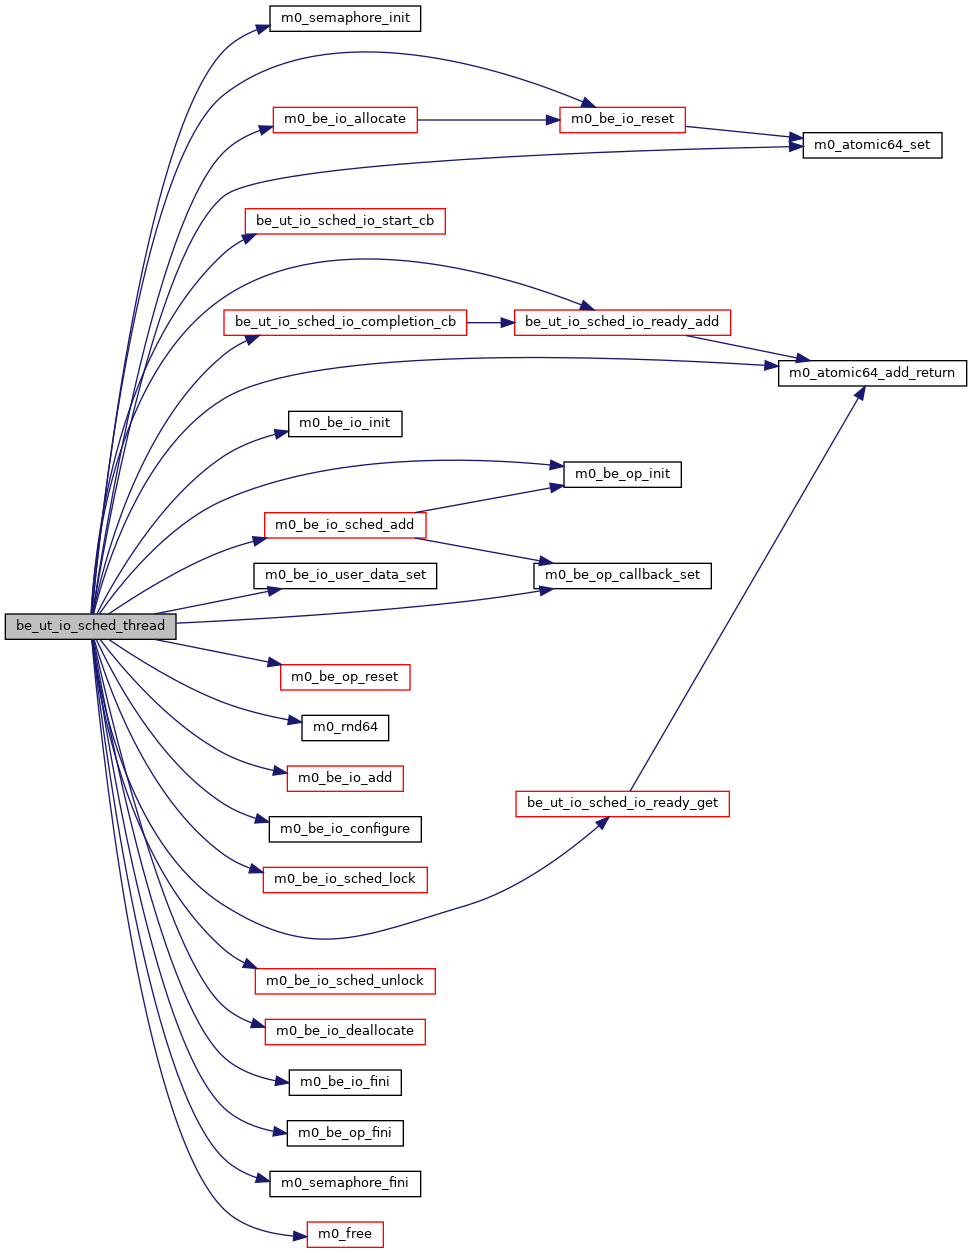 m0_semaphore_init
m0_be_io_allocate
m0_be_io_reset
m0_atomic64_set
be_ut_io_sched_io_start_cb
be_ut_io_sched_io_completion_cb
be_ut_io_sched_io_ready_add
m0_atomic64_add_return
m0_be_io_init
m0_be_op_init
m0_be_io_sched_add
m0_be_io_user_data_set
m0_be_op_callback_set
be_ut_io_sched_thread
m0_be_op_reset
m0_rnd64
m0_be_io_add
be_ut_io_sched_io_ready_get
m0_be_io_configure
m0_be_io_sched_lock
m0_be_io_sched_unlock
m0_be_io_deallocate
m0_be_io_fini
m0_be_op_fini
m0_semaphore_fini
m0_free